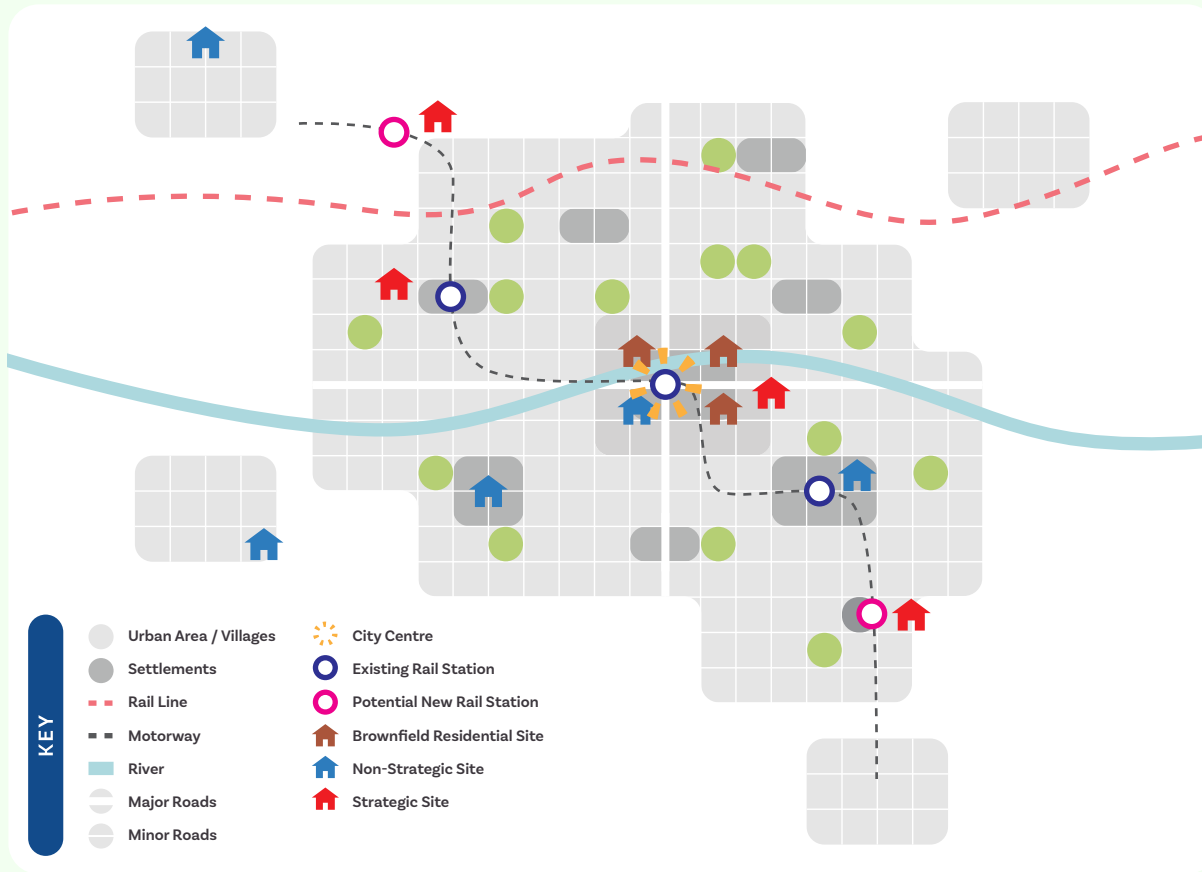 KEY
Urban Area / Villages
Settlements
Rail Line
Motorway
River
Major Roads
Minor Roads
City Centre
Existing Rail Station
Potential New Rail Station
Brownfield Residential Site
Non-Strategic Site
Strategic Site